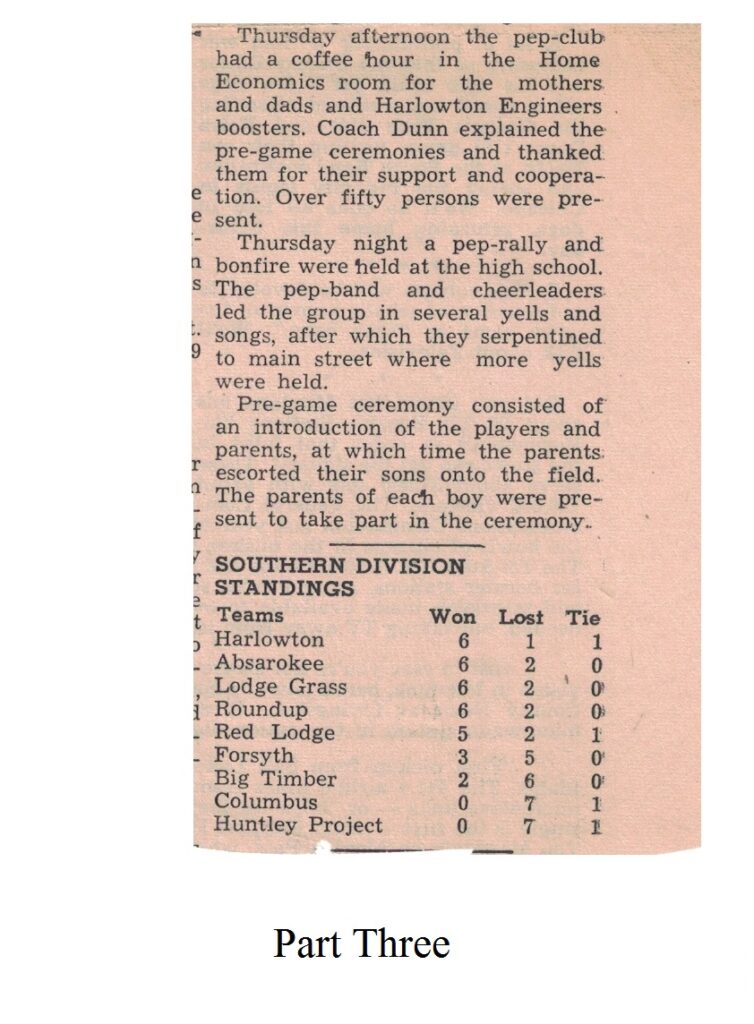 Thursday afternoon the pep-club
had a coffee hour in the Home
Economics room for the mothers
and dads and Harlowton Engineers
boosters. Coach Dunn explained the
pre-game ceremonies and thanked
them for their support and coopera-
tion. Over fifty persons were pre-
sent.
Thursday night a pep-rally and
bonfire were held at the high school.
The pep-band and cheerleaders
led the group in several yells and
songs, after which they serpentined
to main street where more yells
were held.
Pre-game ceremony consisted of
an introduction of the players and
parents, at which time the parents
escorted their sons onto the field.
The parents of each boy were pre-
sent to take part in the ceremony.
SOUTHERN DIVISION
STANDINGS
Teams Won Lost Tie
Harlowton 6 1 1
Absarokee 6 2 0
Lodge Grass 6 2 0
Roundup 6 2 0
Red Lodge 5 2 1
Forsyth 3 5 0
Big Timber 2 6 0
Columbus 0 7 1
Huntley Project 0 7 1
Part Three